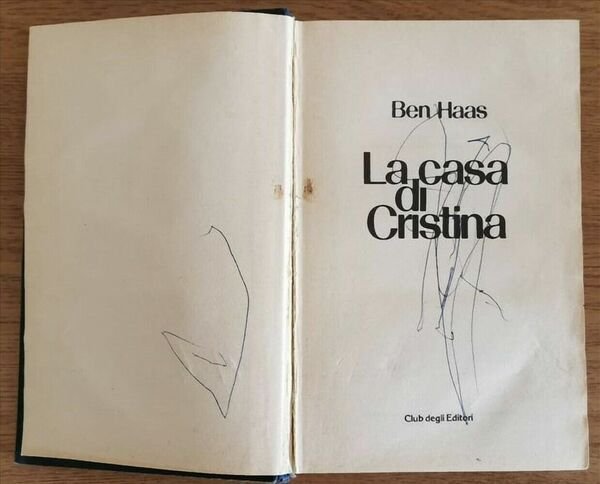 Ben Haas
La casa
di
Cristina
Club degli Editori